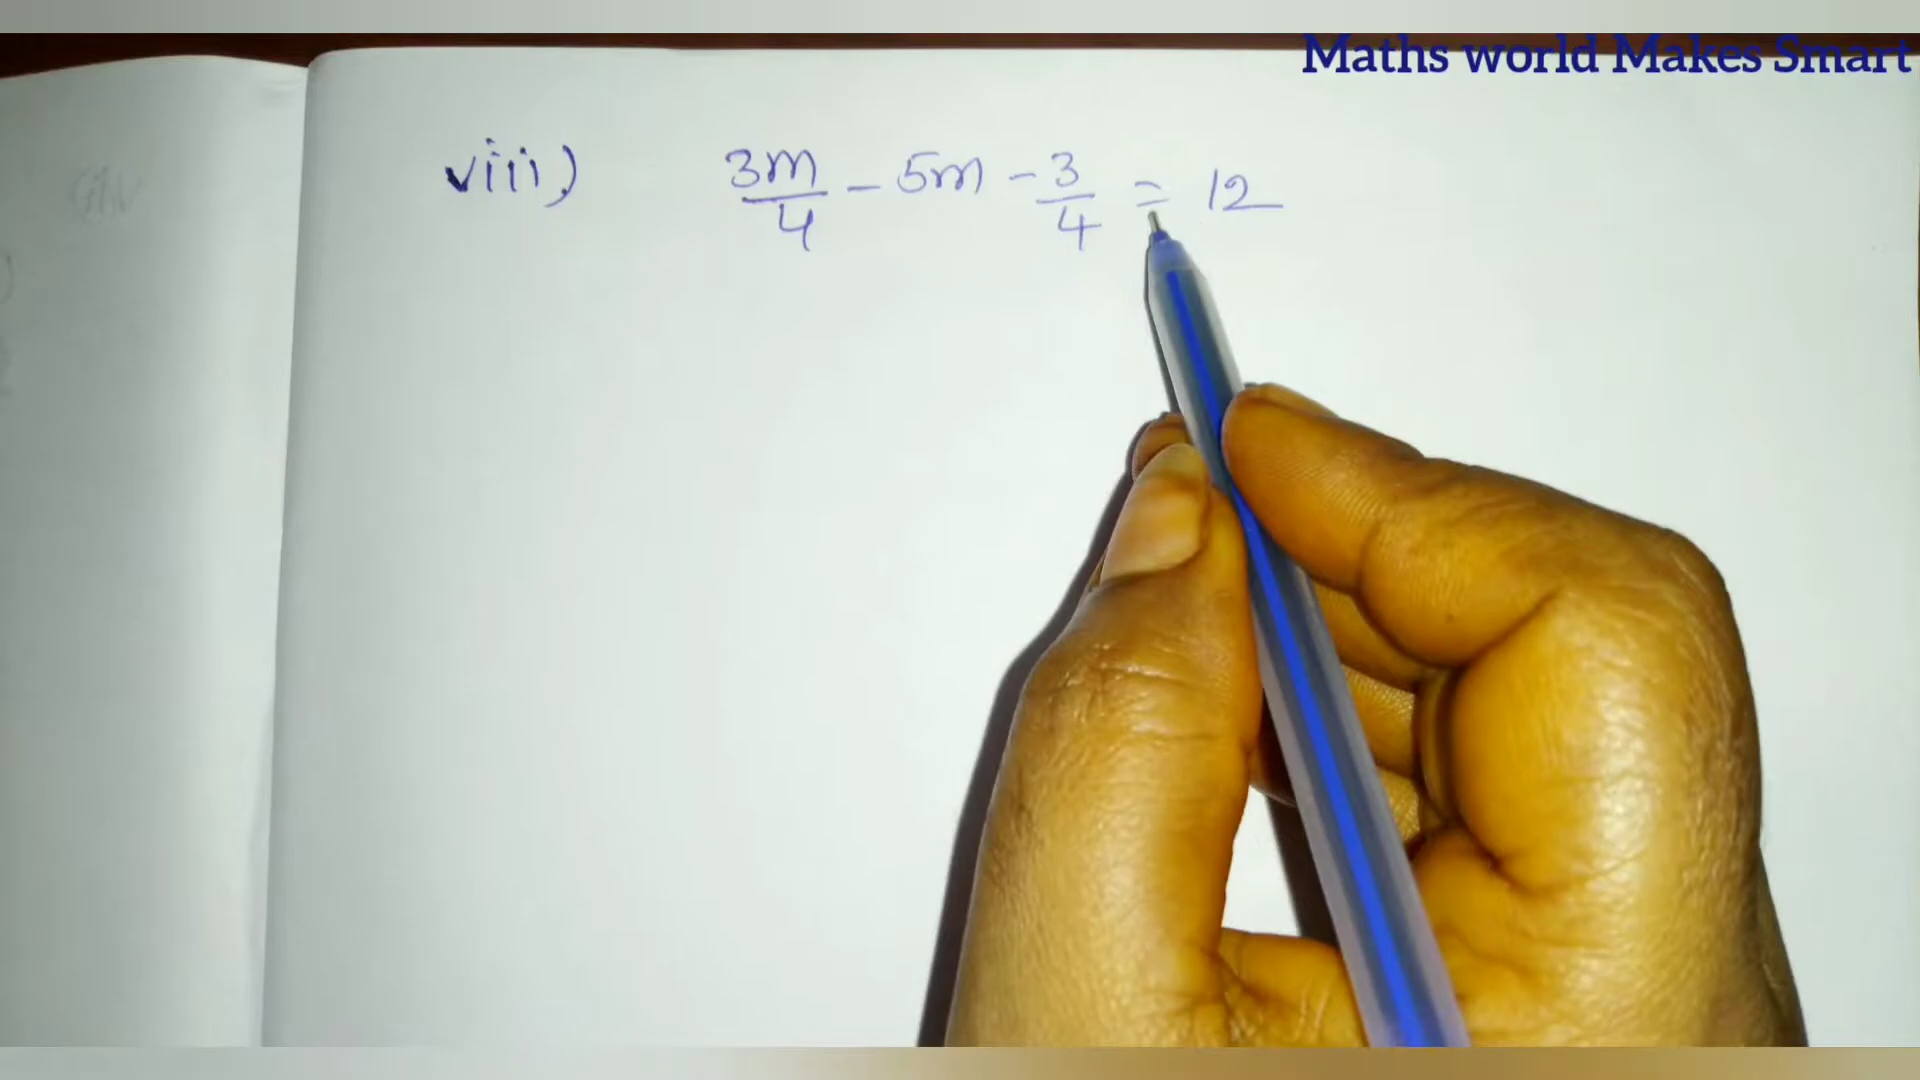 Maths world Makes Smart
viii) 3m/4 - 5m - 3/4 = 12